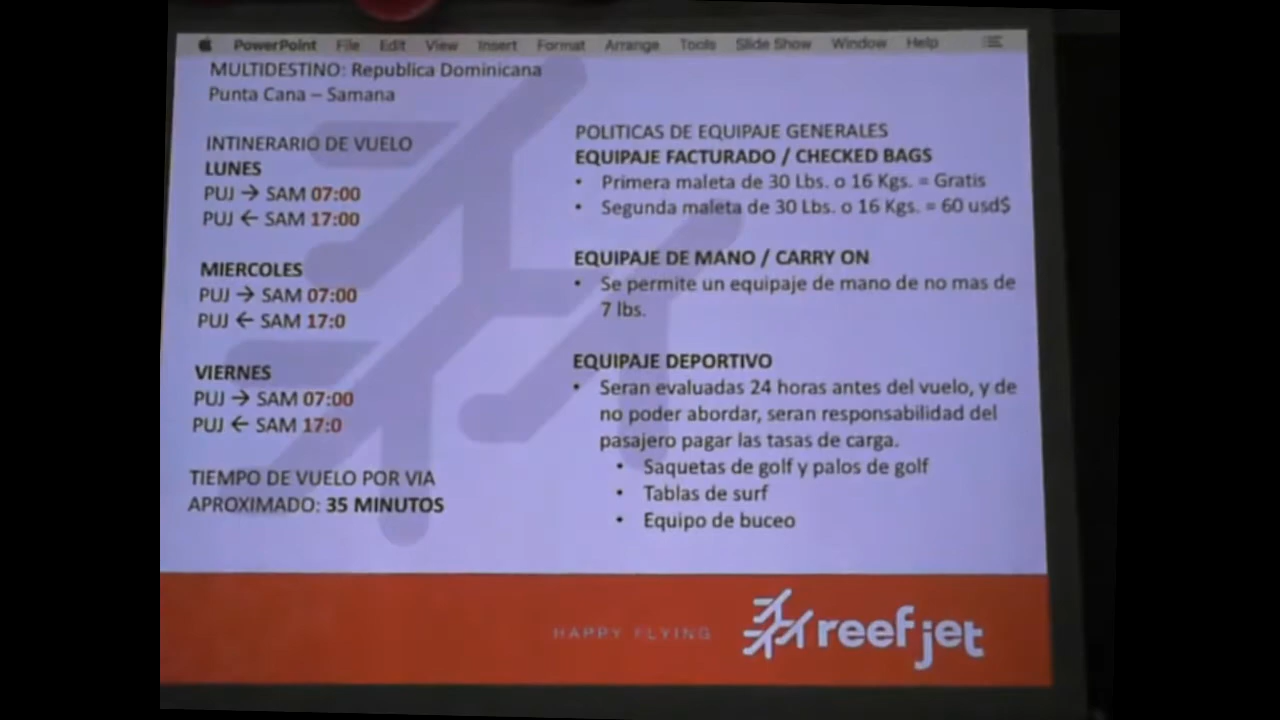 PowerPoint File Edit View Insert Format Arrange Tools Slide Show Window Help
MULTIDESTINO: Republica Dominicana
Punta Cana – Samana
INTINERARIO DE VUELO
LUNES
PUJ → SAM 07:00
PUJ ← SAM 17:00
MIERCOLES
PUJ → SAM 07:00
PUJ ← SAM 17:0
VIERNES
PUJ → SAM 07:00
PUJ ← SAM 17:0
TIEMPO DE VUELO POR VIA
APROXIMADO: 35 MINUTOS
POLITICAS DE EQUIPAJE GENERALES
EQUIPAJE FACTURADO / CHECKED BAGS
• Primera maleta de 30 Lbs. o 16 Kgs. = Gratis
• Segunda maleta de 30 Lbs. o 16 Kgs. = 60 usd$
EQUIPAJE DE MANO / CARRY ON
• Se permite un equipaje de mano de no mas de
7 lbs.
EQUIPAJE DEPORTIVO
• Seran evaluadas 24 horas antes del vuelo, y de
no poder abordar, seran responsabilidad del
pasajero pagar las tasas de carga.
• Saquetas de golf y palos de golf
• Tablas de surf
• Equipo de buceo
HAPPY FLYING
reef jet